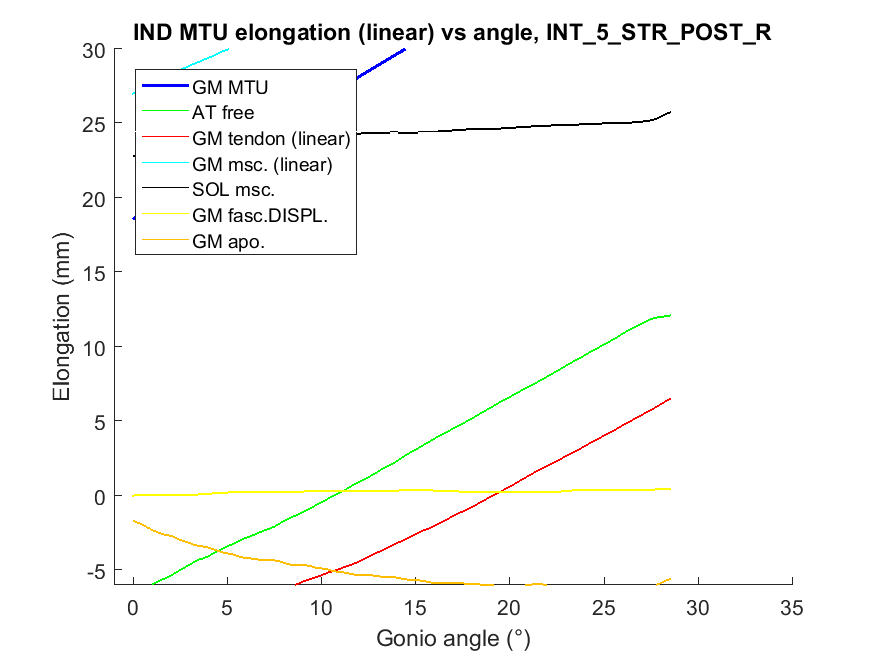 IND MTU elongation (linear) vs angle, INT_5_STR_POST_R
30
25
20
15
10
5
0
-5
Elongation (mm)
GM MTU
AT free
GM tendon (linear)
GM msc. (linear)
SOL msc.
GM fasc.DISPL.
GM apo.
0 5 10 15 20 25 30 35
Gonio angle (°)